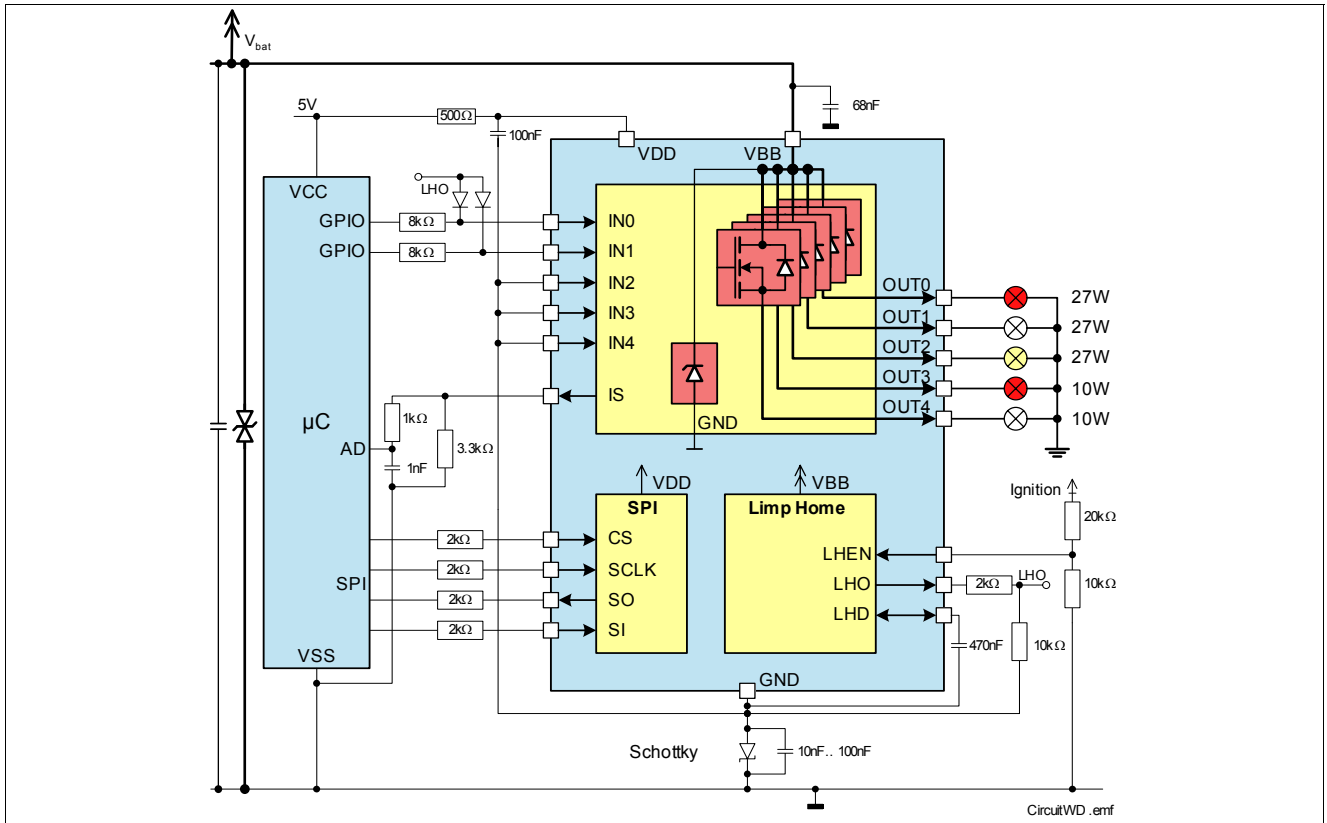 Vbat
68nF
5V
500Ω
100nF
VDD
VBB
VCC
LHO
GPIO
8kΩ
IN0
GPIO
8kΩ
IN1
IN2
IN3
IN4
OUT0
27W
OUT1
27W
OUT2
27W
OUT3
10W
OUT4
10W
IS
GND
1kΩ
µC
3.3kΩ
AD
1nF
VDD
VBB
Ignition
SPI
Limp Home
20kΩ
2kΩ
CS
LHEN
2kΩ
SCLK
LHO
2kΩ
LHO
10kΩ
SPI
2kΩ
SO
LHD
2kΩ
SI
470nF
10kΩ
VSS
GND
Schottky
10nF.. 100nF
CircuitWD .emf